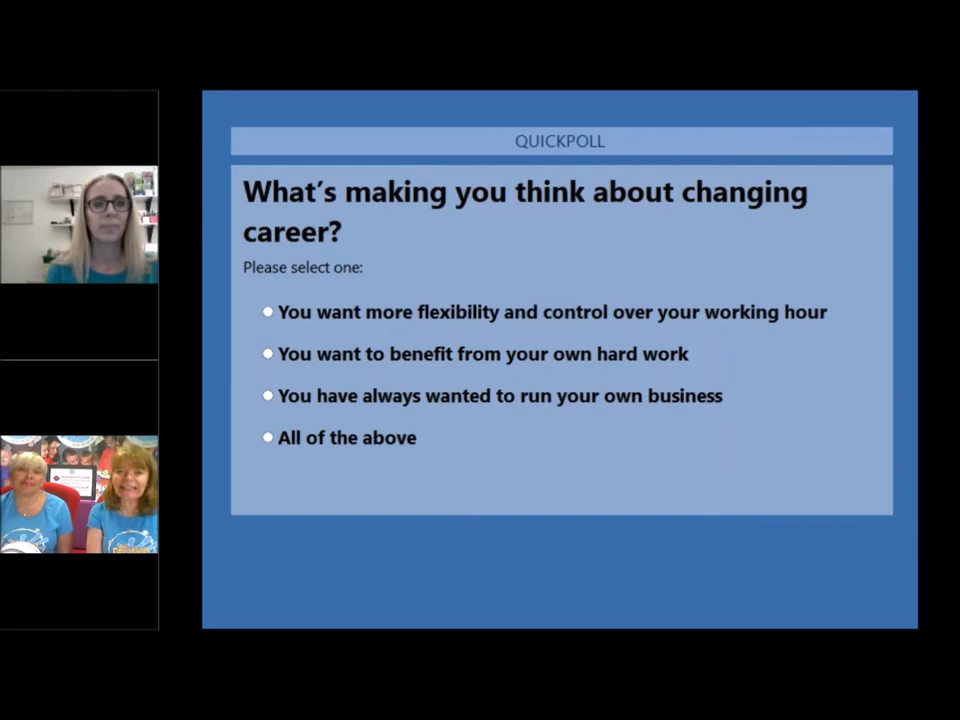 QUICKPOLL
What's making you think about changing
career?
Please select one:
You want more flexibility and control over your working hour
You want to benefit from your own hard work
You have always wanted to run your own business
All of the above